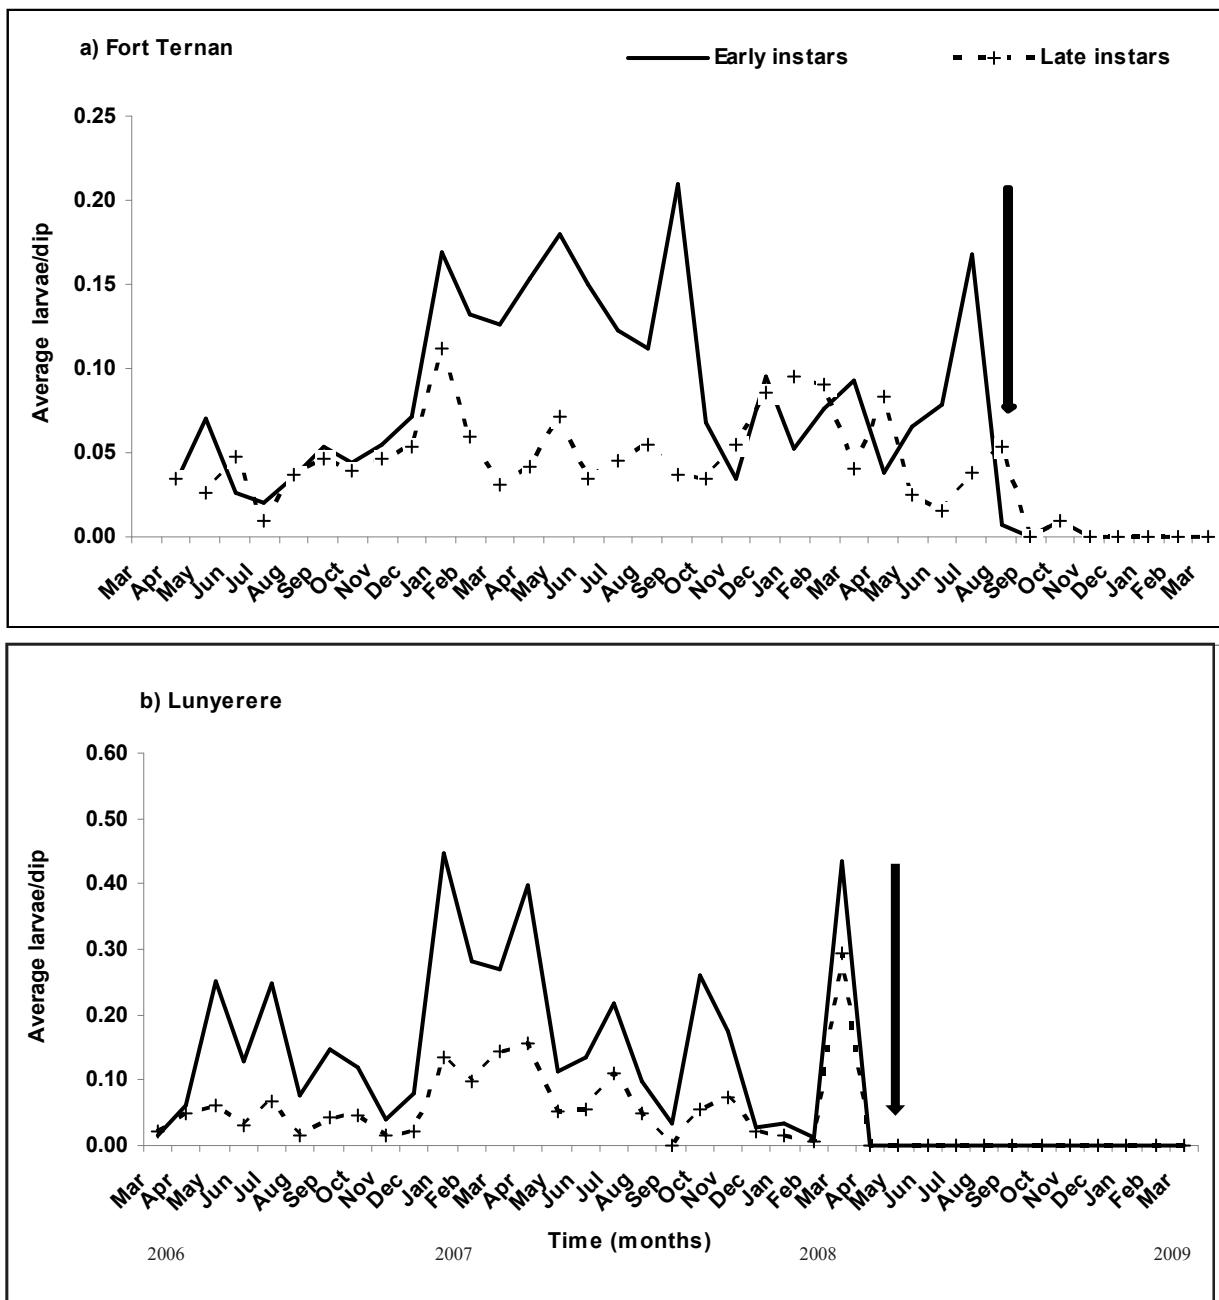 a) Fort Ternan
Early instars
Late instars
Average larvae/dip
0.25
0.20
0.15
0.10
0.05
0.00
Mar Apr May Jun Jul Aug Sep Oct Nov Dec Jan Feb Mar Apr May Jun Jul Aug Sep Oct Nov Dec Jan Feb Mar Apr May Jun Jul Aug Sep Oct Nov Dec Jan Feb Mar
b) Lunyerere
Average larvae/dip
0.60
0.50
0.40
0.30
0.20
0.10
0.00
Mar Apr May Jun Jul Aug Sep Oct Nov Dec Jan Feb Mar Apr May Jun Jul Aug Sep Oct Nov Dec Jan Feb Mar Apr May Jun Jul Aug Sep Oct Nov Dec Jan Feb Mar
Time (months)
2006 2007 2008 2009